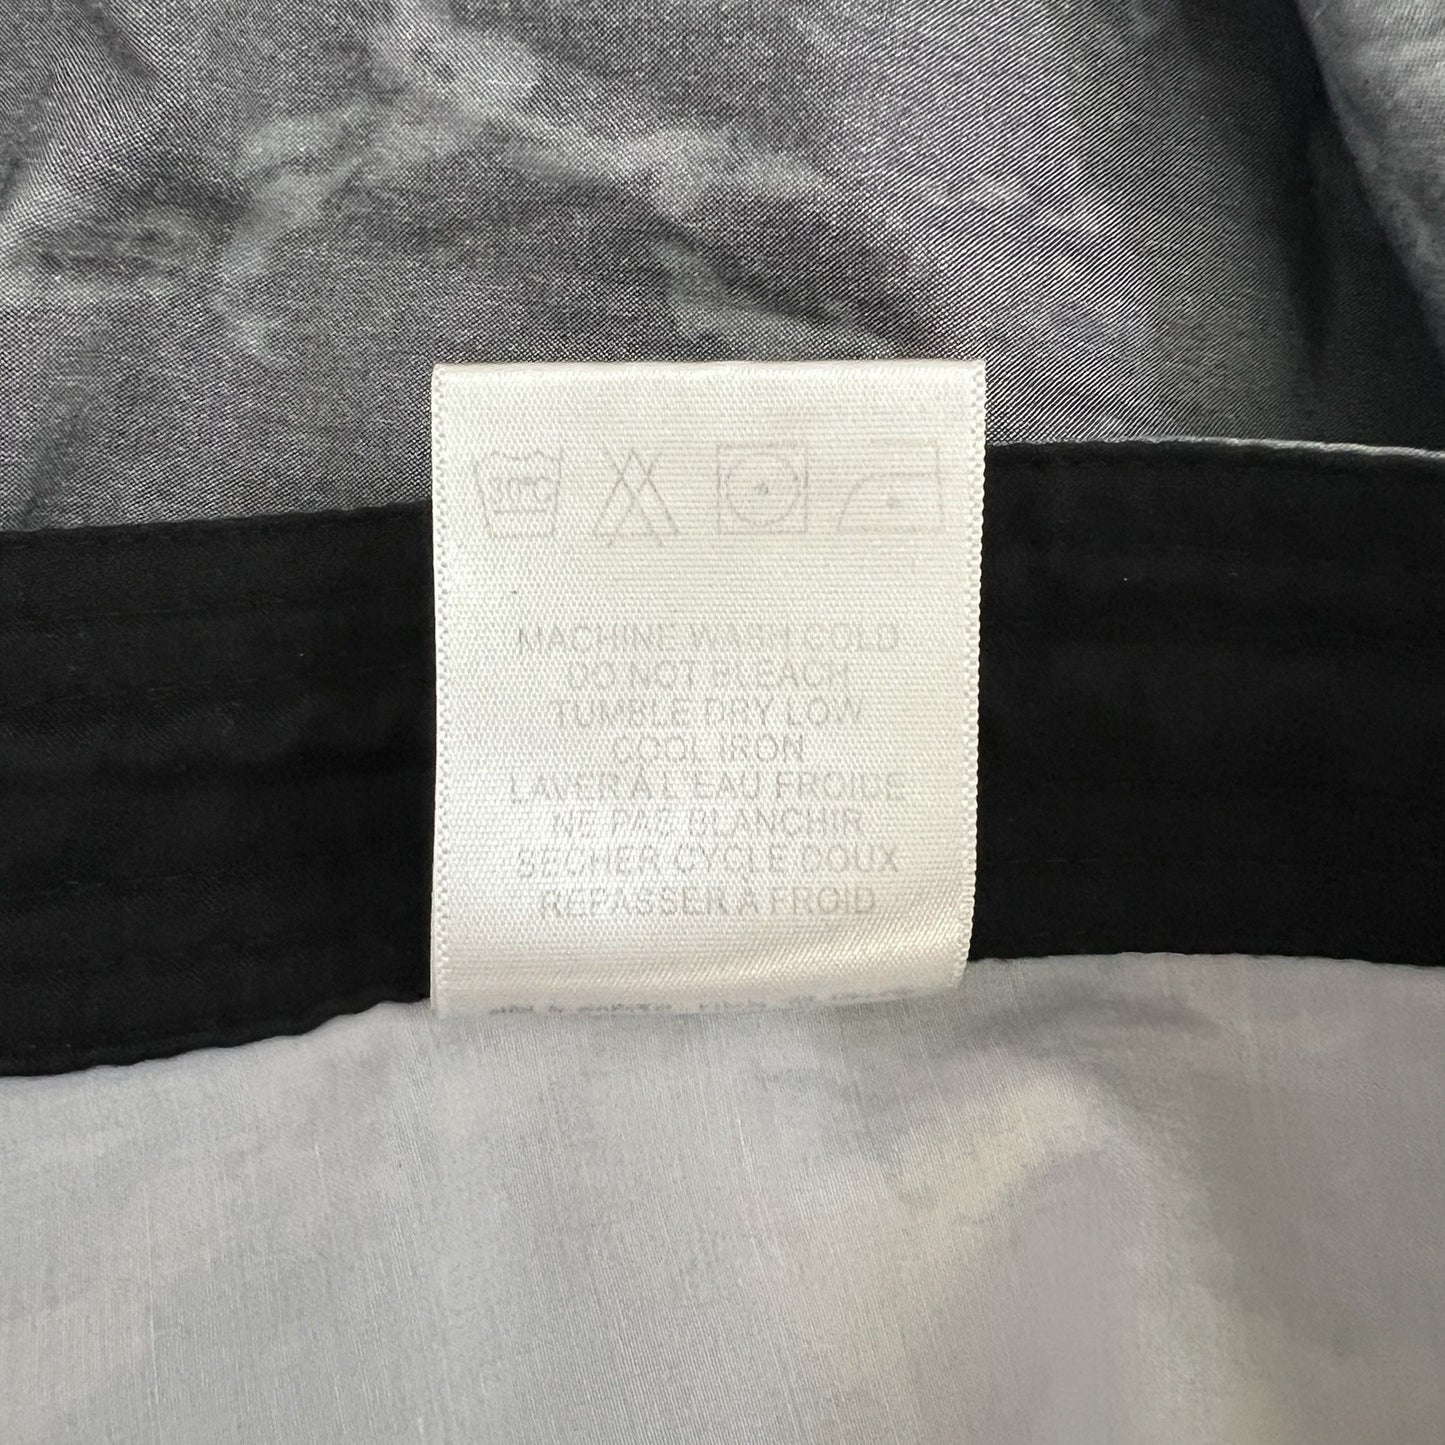 30°C
MACHINE WASH COLD
DO NOT BLEACH
TUMBLE DRY LOW
COOL IRON
LAVER À L'EAU FROIDE
NE PAS BLANCHIR
SECHER CYCLE DOUX
REPASSER A FROID